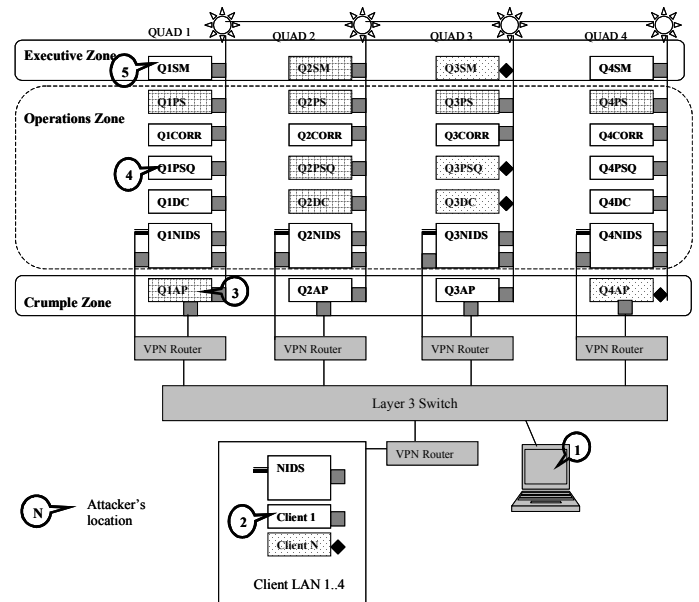 QUAD 1 QUAD 2 QUAD 3 QUAD 4
Executive Zone
5
Q1SM Q2SM Q3SM Q4SM
Operations Zone
Q1PS Q2PS Q3PS Q4PS
Q1CORR Q2CORR Q3CORR Q4CORR
4
Q1PSQ Q2PSQ Q3PSQ Q4PSQ
Q1DC Q2DC Q3DC Q4DC
Q1NIDS Q2NIDS Q3NIDS Q4NIDS
Crumple Zone
Q1AP 3 Q2AP Q3AP Q4AP
VPN Router VPN Router VPN Router VPN Router
Layer 3 Switch
VPN Router
1
NIDS
N Attacker's
location
2
Client 1
Client N
Client LAN 1..4